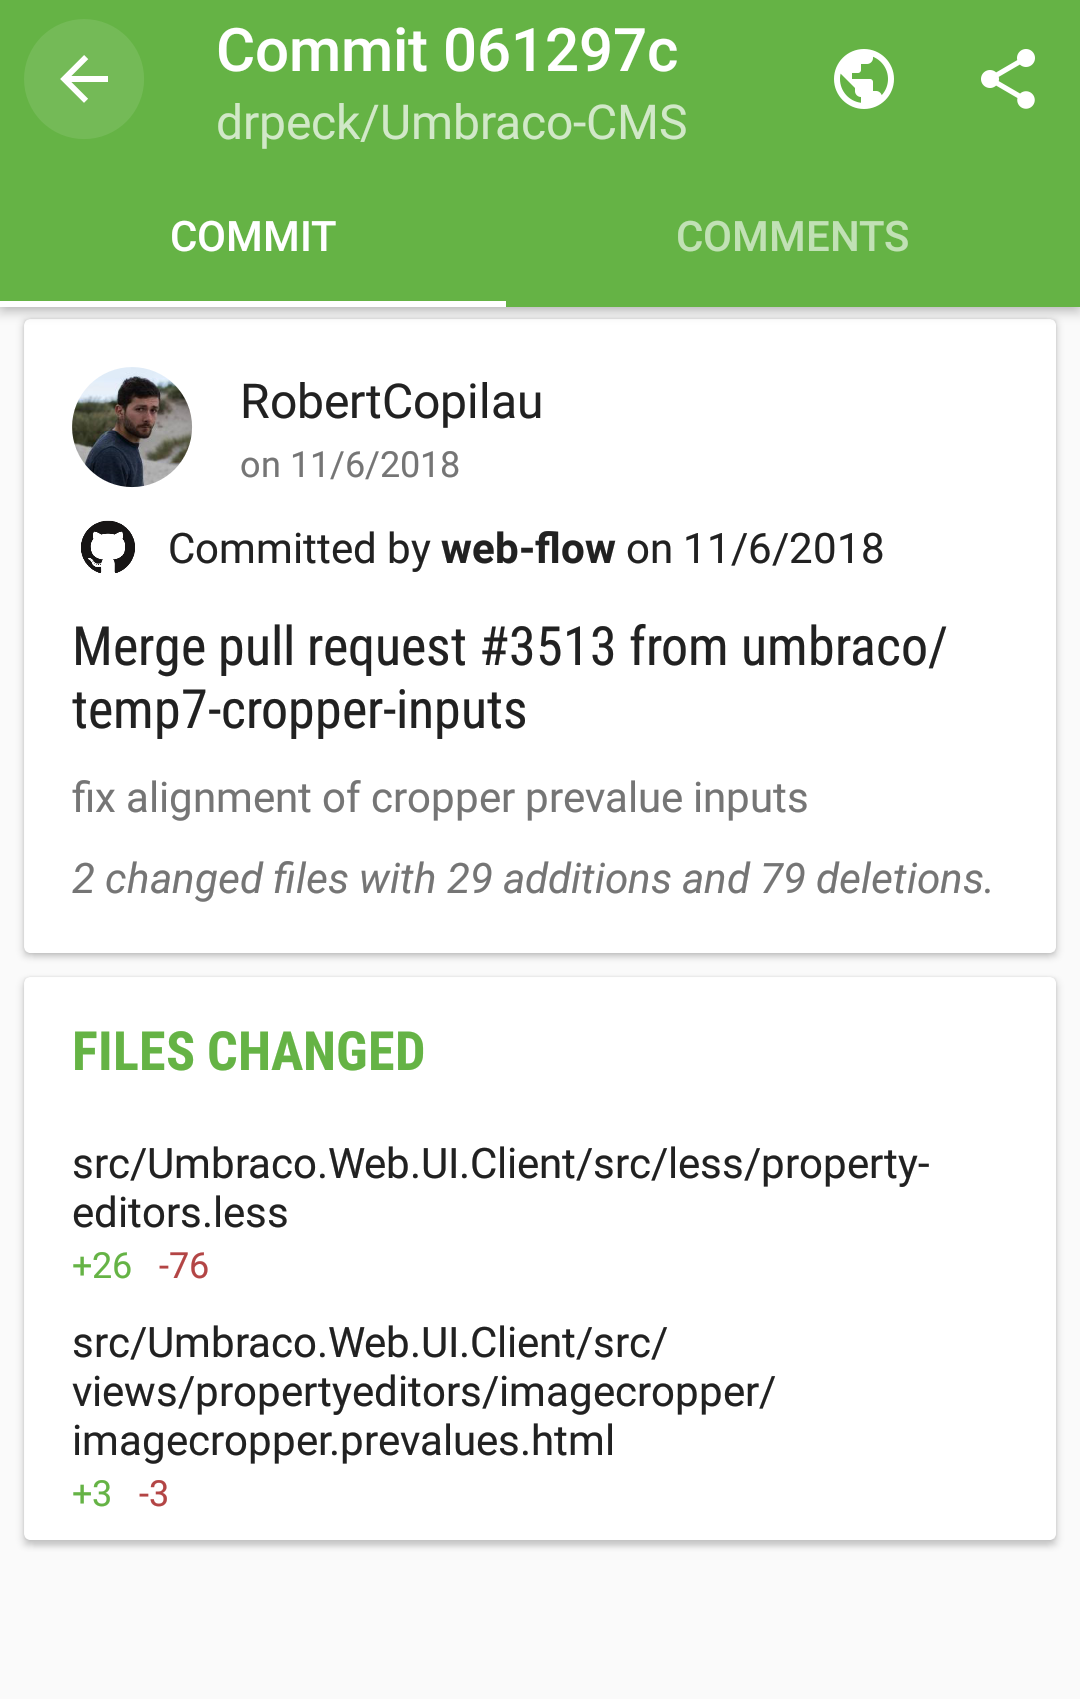 Commit 061297c
drpeck/Umbraco-CMS
COMMIT
COMMENTS
RobertCopilau
on 11/6/2018
Committed by web-flow on 11/6/2018
Merge pull request #3513 from umbraco/
temp7-cropper-inputs
fix alignment of cropper prevalue inputs
2 changed files with 29 additions and 79 deletions.
FILES CHANGED
src/Umbraco.Web.UI.Client/src/less/property-
editors.less
+26 -76
src/Umbraco.Web.UI.Client/src/
views/propertyeditors/imagecropper/
imagecropper.prevalues.html
+3 -3